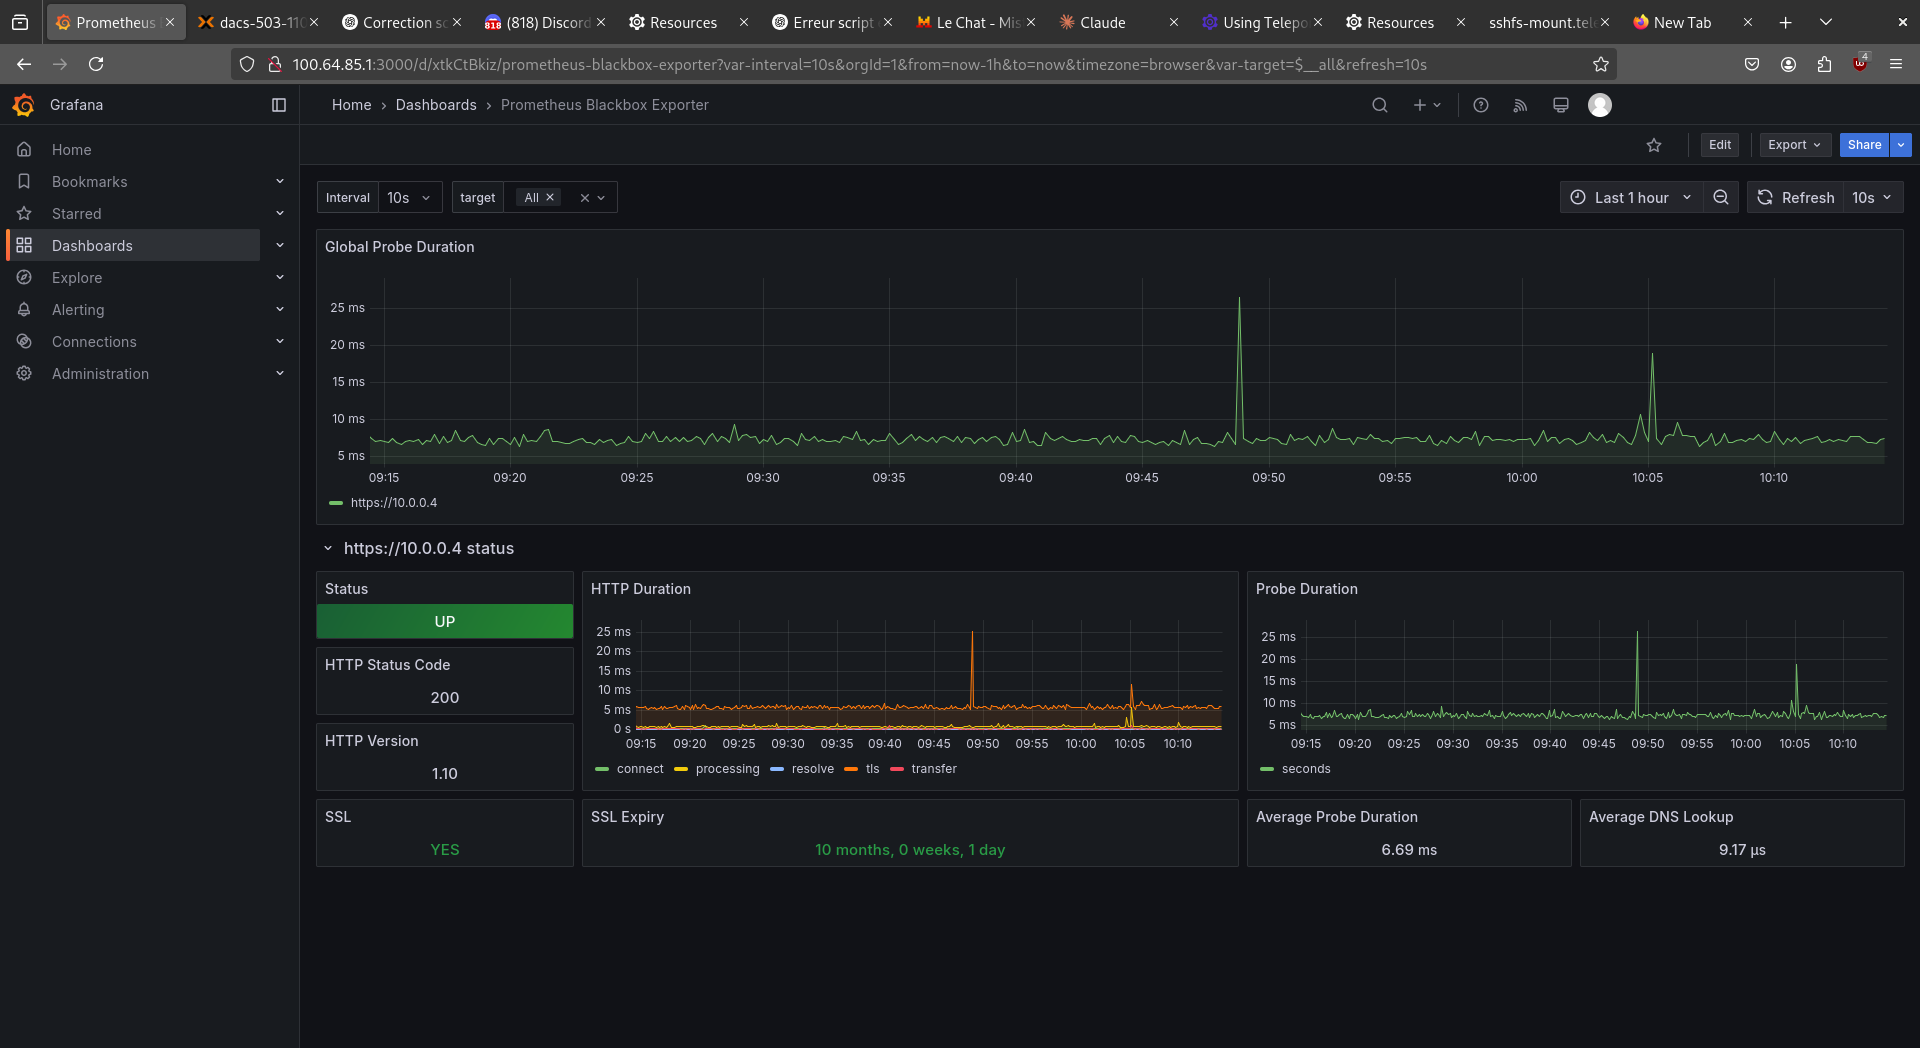 Prometheus
dacs-503-110
Correction sc
(818) Discord
Resources
Erreur script
Le Chat - Mis
Claude
Using Telepo
Resources
sshfs-mount.tele
New Tab
100.64.85.1:3000/d/xtkCtBkiz/prometheus-blackbox-exporter?var-interval=10s&orgId=1&from=now-1h&to=now&timezone=browser&var-target=$__all&refresh=10s
4
Grafana
Home › Dashboards › Prometheus Blackbox Exporter
Home
Bookmarks
Starred
Dashboards
Explore
Alerting
Connections
Administration
Edit
Export
Share
Interval 10s
target All
Last 1 hour
Refresh 10s
Global Probe Duration
25 ms
20 ms
15 ms
10 ms
5 ms
09:15 09:20 09:25 09:30 09:35 09:40 09:45 09:50 09:55 10:00 10:05 10:10
https://10.0.0.4
https://10.0.0.4 status
Status
UP
HTTP Status Code
200
HTTP Version
1.10
SSL
YES
HTTP Duration
25 ms
20 ms
15 ms
10 ms
5 ms
0 s
09:15 09:20 09:25 09:30 09:35 09:40 09:45 09:50 09:55 10:00 10:05 10:10
connect processing resolve tls transfer
SSL Expiry
10 months, 0 weeks, 1 day
Probe Duration
25 ms
20 ms
15 ms
10 ms
5 ms
09:15 09:20 09:25 09:30 09:35 09:40 09:45 09:50 09:55 10:00 10:05 10:10
seconds
Average Probe Duration
6.69 ms
Average DNS Lookup
9.17 µs